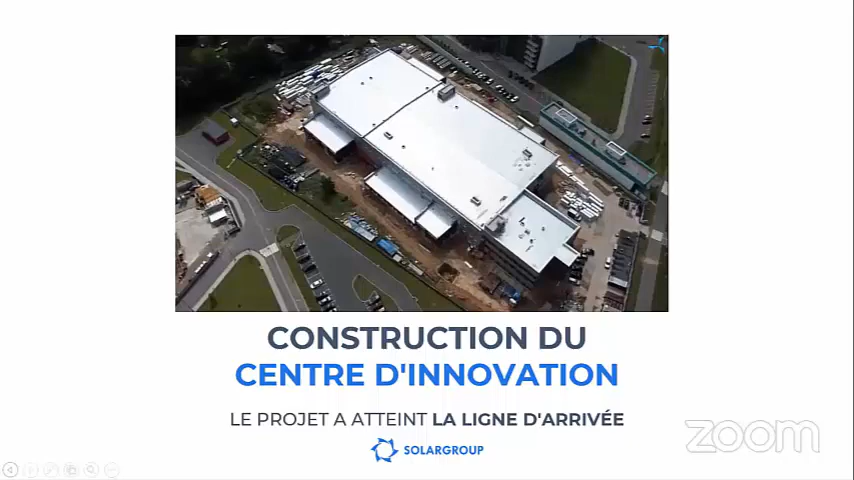 CONSTRUCTION DU
CENTRE D'INNOVATION
LE PROJET A ATTEINT LA LIGNE D'ARRIVÉE
SOLARGROUP
zoom